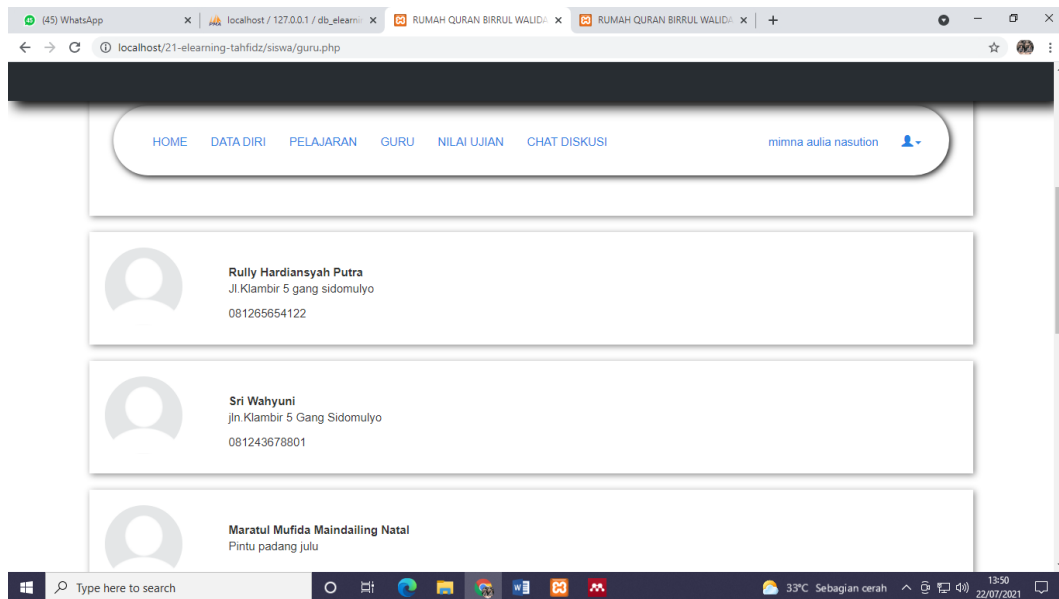 (45) WhatsApp
localhost / 127.0.0.1 / db_elearnin
RUMAH QURAN BIRRUL WALIDA
RUMAH QURAN BIRRUL WALIDA
localhost/21-elearning-tahfidz/siswa/guru.php
HOME DATA DIRI PELAJARAN GURU NILAI UJIAN CHAT DISKUSI mimna aulia nasution
Rully Hardiansyah Putra
Jl.Klambir 5 gang sidomulyo
081265654122
Sri Wahyuni
jln.Klambir 5 Gang Sidomulyo
081243678801
Maratul Mufida Maindailing Natal
Pintu padang julu
Type here to search
33°C Sebagian cerah
13:50
22/07/2021